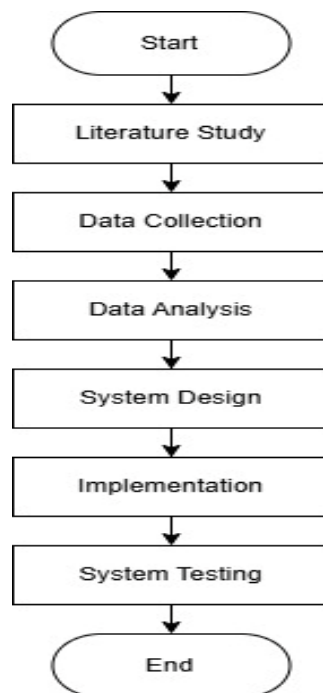 Start
Literature Study
Data Collection
Data Analysis
System Design
Implementation
System Testing
End